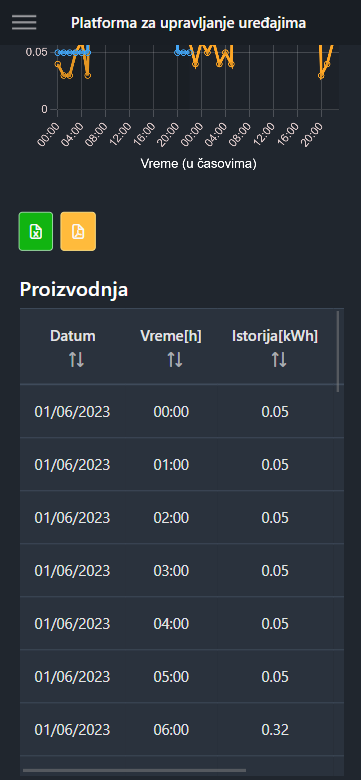 Platforma za upravljanje uređajima
0.05
0
00:00 04:00 08:00 12:00 16:00 20:00 00:00 04:00 08:00 12:00 16:00 20:00
Vreme (u časovima)
Proizvodnja
Datum Vreme[h] Istorija[kWh]
01/06/2023 00:00 0.05
01/06/2023 01:00 0.05
01/06/2023 02:00 0.05
01/06/2023 03:00 0.05
01/06/2023 04:00 0.05
01/06/2023 05:00 0.05
01/06/2023 06:00 0.32